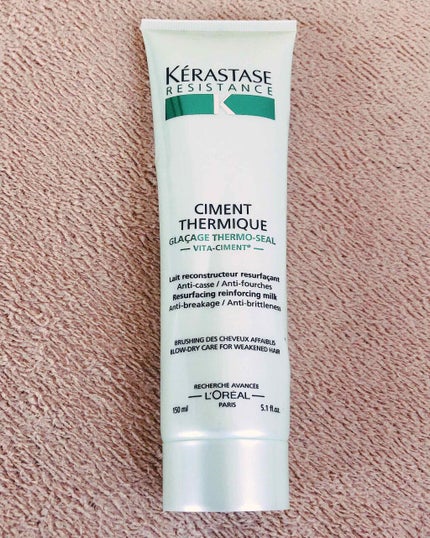 KÉRASTASE
RESISTANCE
K
CIMENT
THERMIQUE
GLAÇAGE THERMO-SEAL
— VITA-CIMENT* —
Lait reconstructeur resurfaçant
Anti-casse / Anti-fourches
Resurfacing reinforcing milk
Anti-breakage / Anti-brittleness
BRUSHING DES CHEVEUX AFFAIBLIS
BLOW-DRY CARE FOR WEAKENED HAIR
RECHERCHE AVANCÉE
— L'ORÉAL —
PARIS
150 ml 5.1 fl.oz.